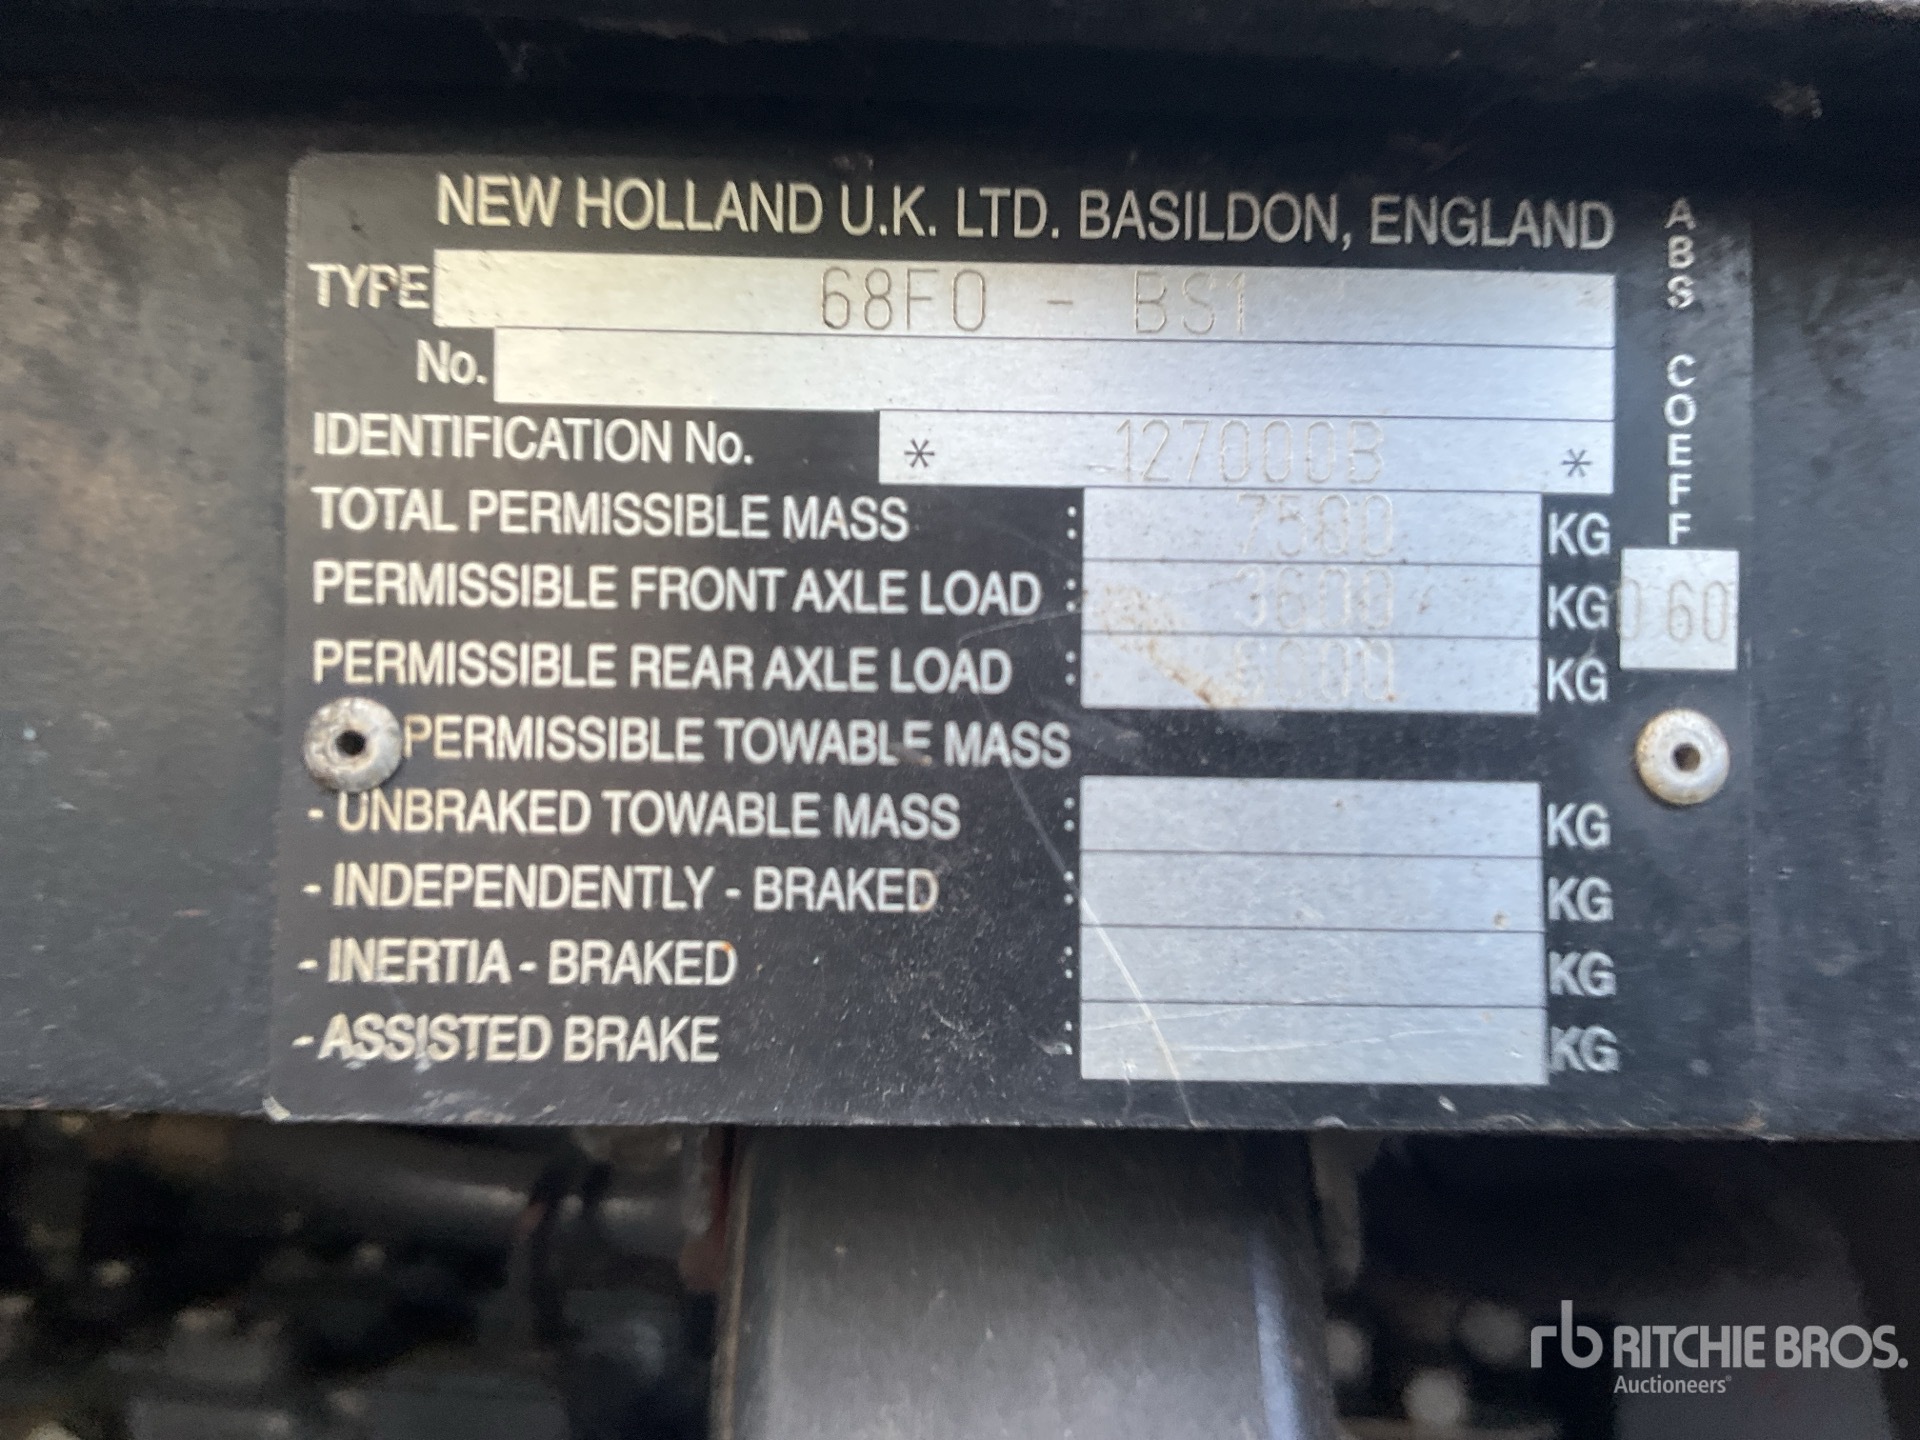 NEW HOLLAND U.K. LTD. BASILDON, ENGLAND
TYPE 68F0 - BS1
No.
IDENTIFICATION No. * 127000B *
TOTAL PERMISSIBLE MASS : 7500 KG
PERMISSIBLE FRONT AXLE LOAD : 3600 KG
PERMISSIBLE REAR AXLE LOAD : 6000 KG
PERMISSIBLE TOWABLE MASS
- UNBRAKED TOWABLE MASS : KG
- INDEPENDENTLY - BRAKED : KG
- INERTIA - BRAKED : KG
- ASSISTED BRAKE : KG
ABS COEFF
0 60
rb RITCHIE BROS.
Auctioneers